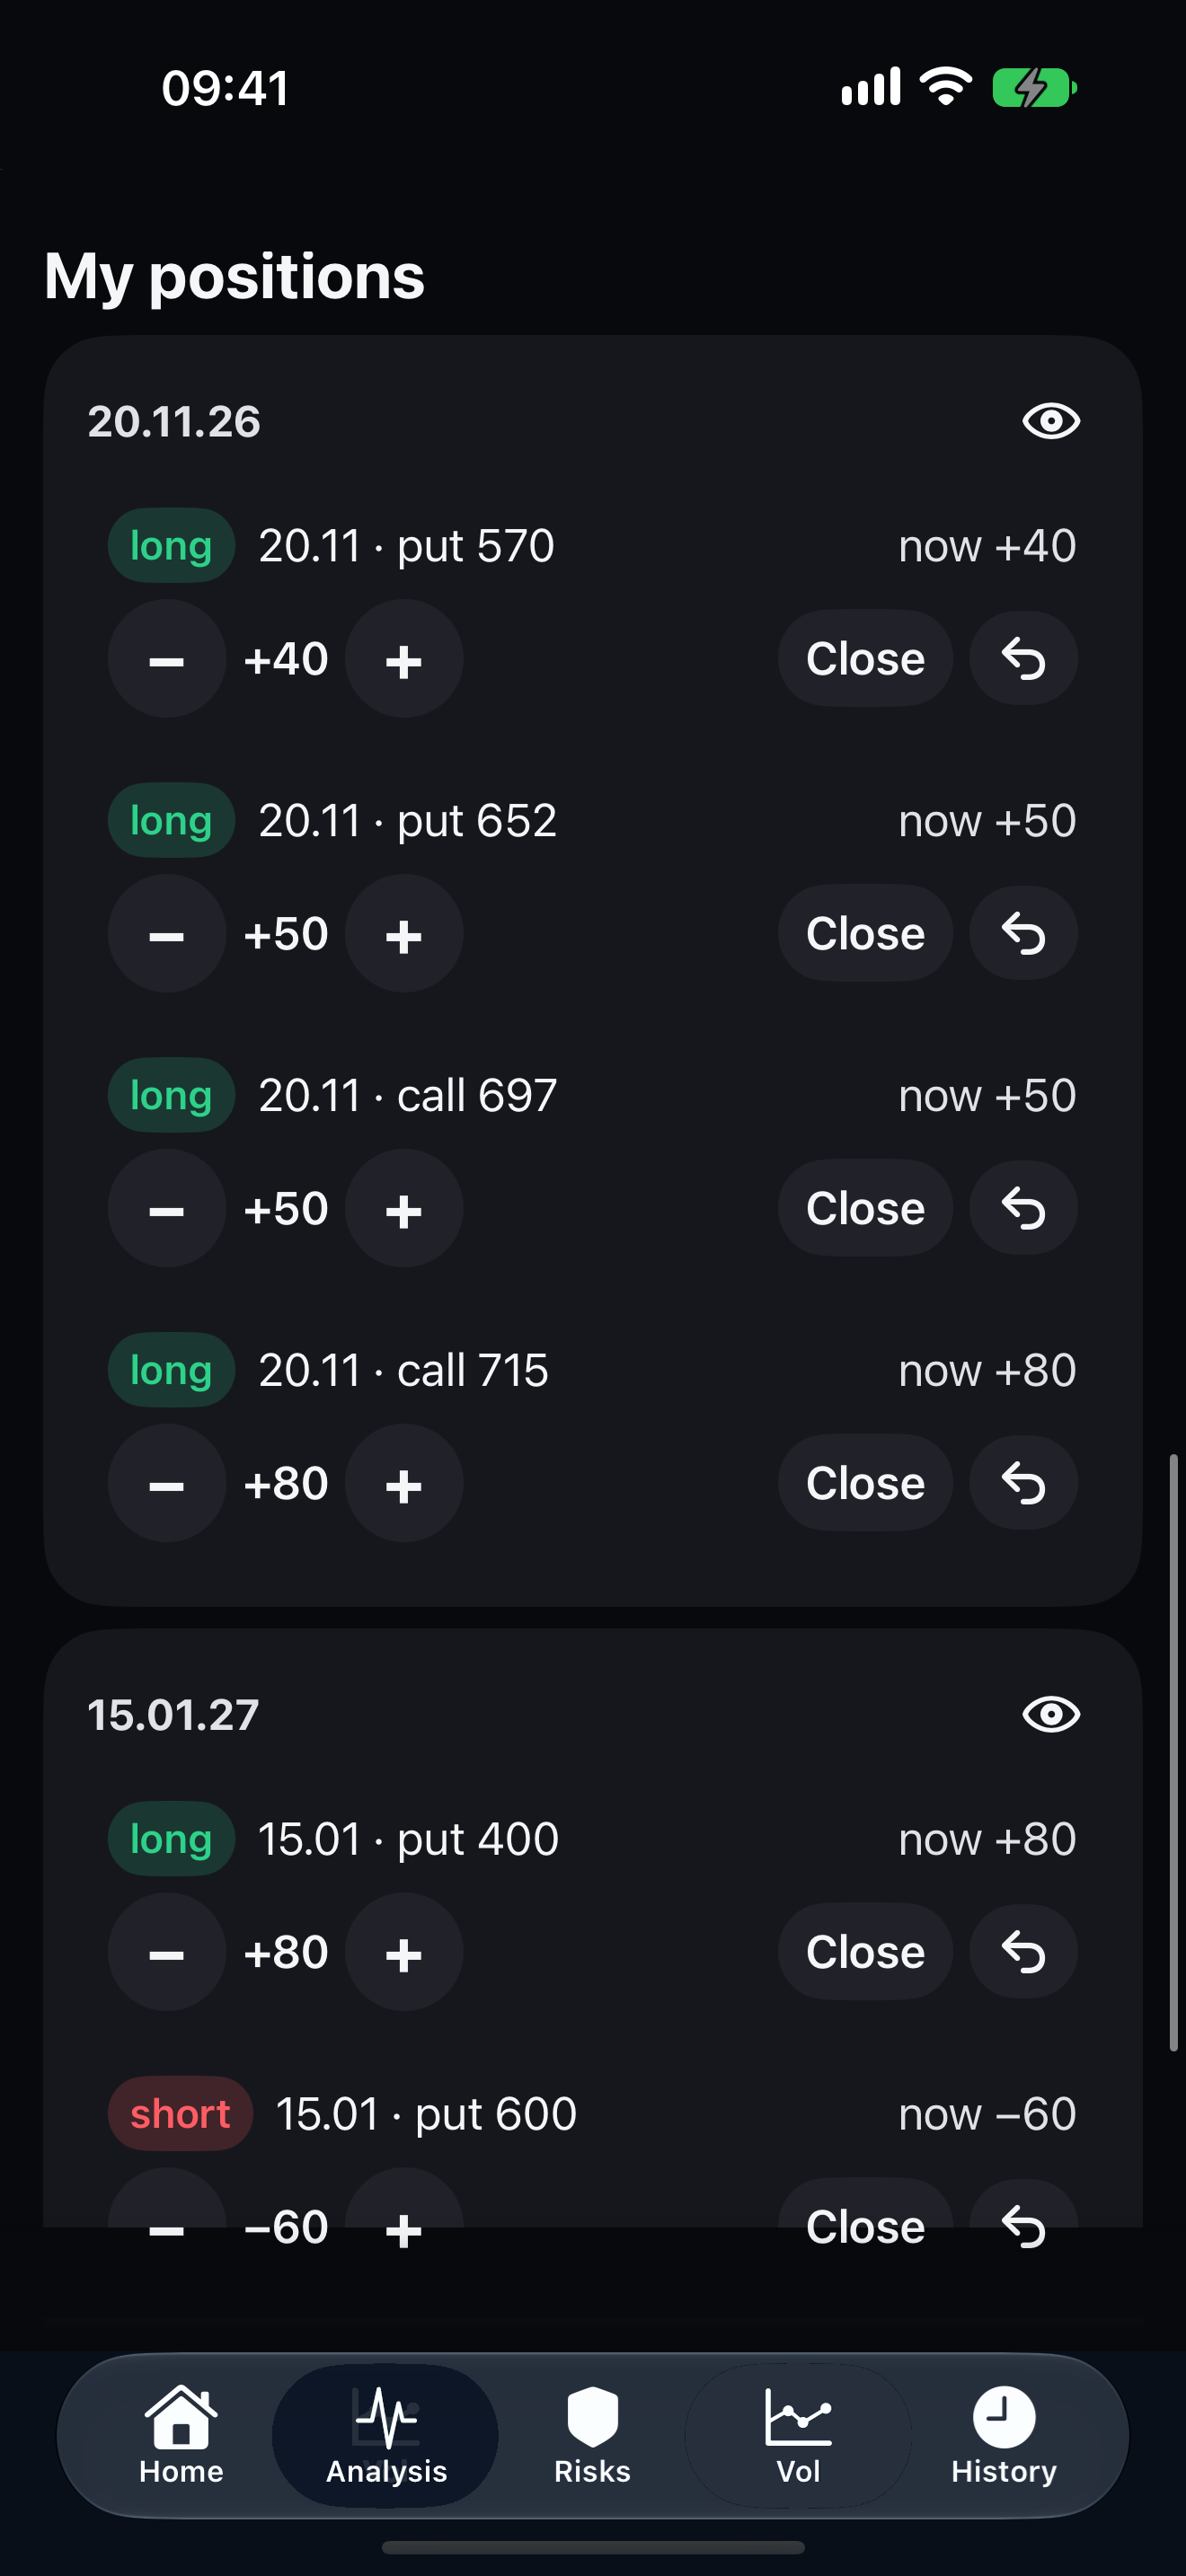 09:41
My positions
20.11.26
long 20.11 · put 570 now +40
− +40 + Close
long 20.11 · put 652 now +50
− +50 + Close
long 20.11 · call 697 now +50
− +50 + Close
long 20.11 · call 715 now +80
− +80 + Close
15.01.27
long 15.01 · put 400 now +80
− +80 + Close
short 15.01 · put 600 now −60
− −60 + Close
Home Analysis Risks Vol History